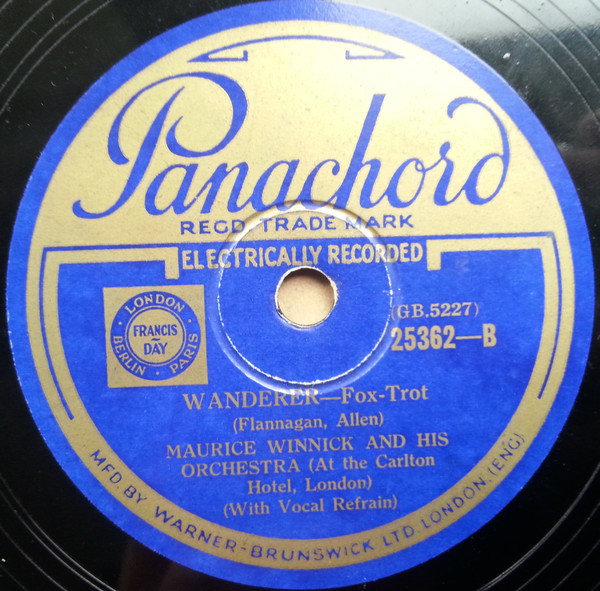 Panachord
REGD TRADE MARK
ELECTRICALLY RECORDED
LONDON
FRANCIS
DAY
BERLIN PARIS
(GB.5227)
25362—B
WANDERER—Fox-Trot
(Flannagan, Allen)
MAURICE WINNICK AND HIS
ORCHESTRA (At the Carlton
Hotel, London)
(With Vocal Refrain)
MFD. BY WARNER-BRUNSWICK LTD. LONDON. (ENG)